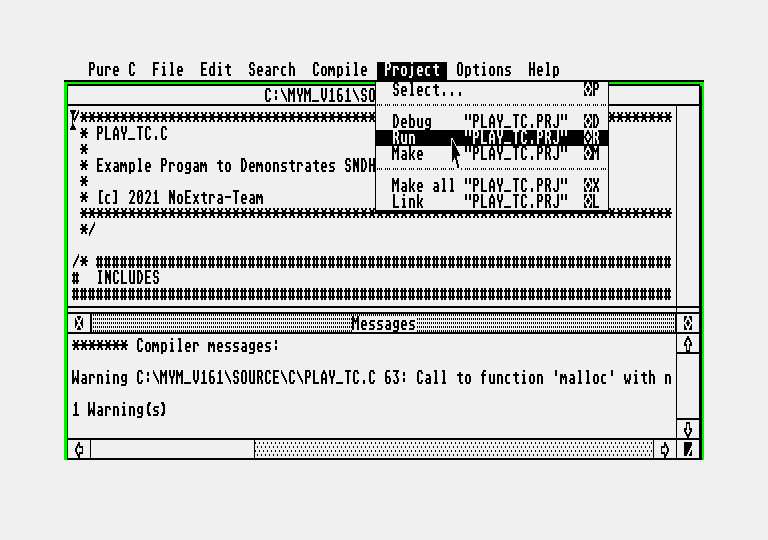 Pure C File Edit Search Compile Project Options Help
C:\MYM_V161\SO
Select... ◊P
Debug "PLAY_TC.PRJ" ◊D
Run "PLAY_TC.PRJ" ◊R
Make "PLAY_TC.PRJ" ◊M
Make all "PLAY_TC.PRJ" ◊X
Link "PLAY_TC.PRJ" ◊L
/***************************************************************************
* PLAY_TC.C
*
* Example Progam to Demonstrates SNDH
*
* [c] 2021 NoExtra-Team
***************************************************************************
*/
/* ########################################################################
# INCLUDES
###########################################################################
Messages
******* Compiler messages:
Warning C:\MYM_V161\SOURCE\C\PLAY_TC.C 63: Call to function 'malloc' with n
1 Warning(s)